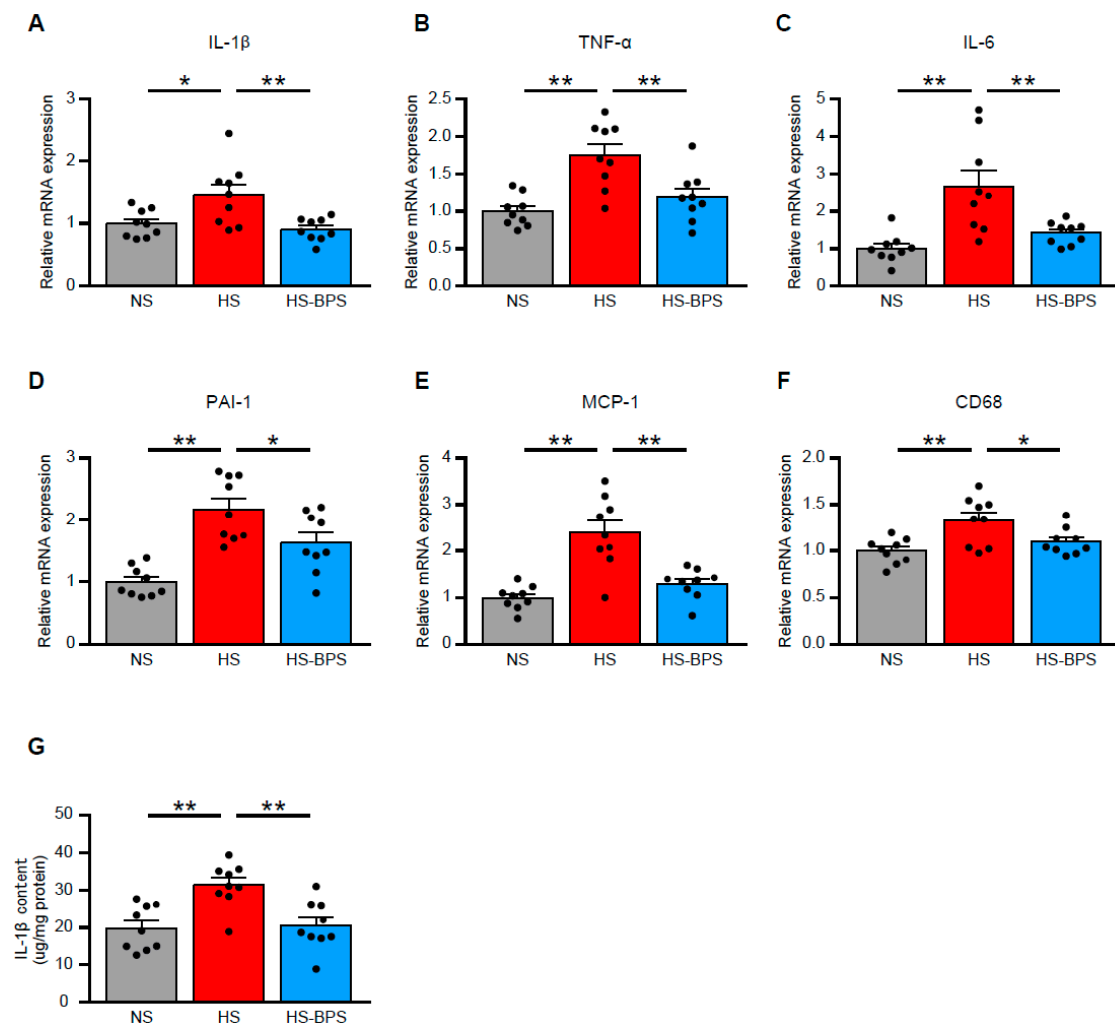 A
IL-1β
* **
Relative mRNA expression
3
2
1
0
NS HS HS-BPS
B
TNF-α
** **
Relative mRNA expression
2.5
2.0
1.5
1.0
0.5
0.0
NS HS HS-BPS
C
IL-6
** **
Relative mRNA expression
5
4
3
2
1
0
NS HS HS-BPS
D
PAI-1
** *
Relative mRNA expression
3
2
1
0
NS HS HS-BPS
E
MCP-1
** **
Relative mRNA expression
4
3
2
1
0
NS HS HS-BPS
F
CD68
** *
Relative mRNA expression
2.0
1.5
1.0
0.5
0.0
NS HS HS-BPS
G
** **
IL-1β content
(ug/mg protein)
50
40
30
20
10
0
NS HS HS-BPS